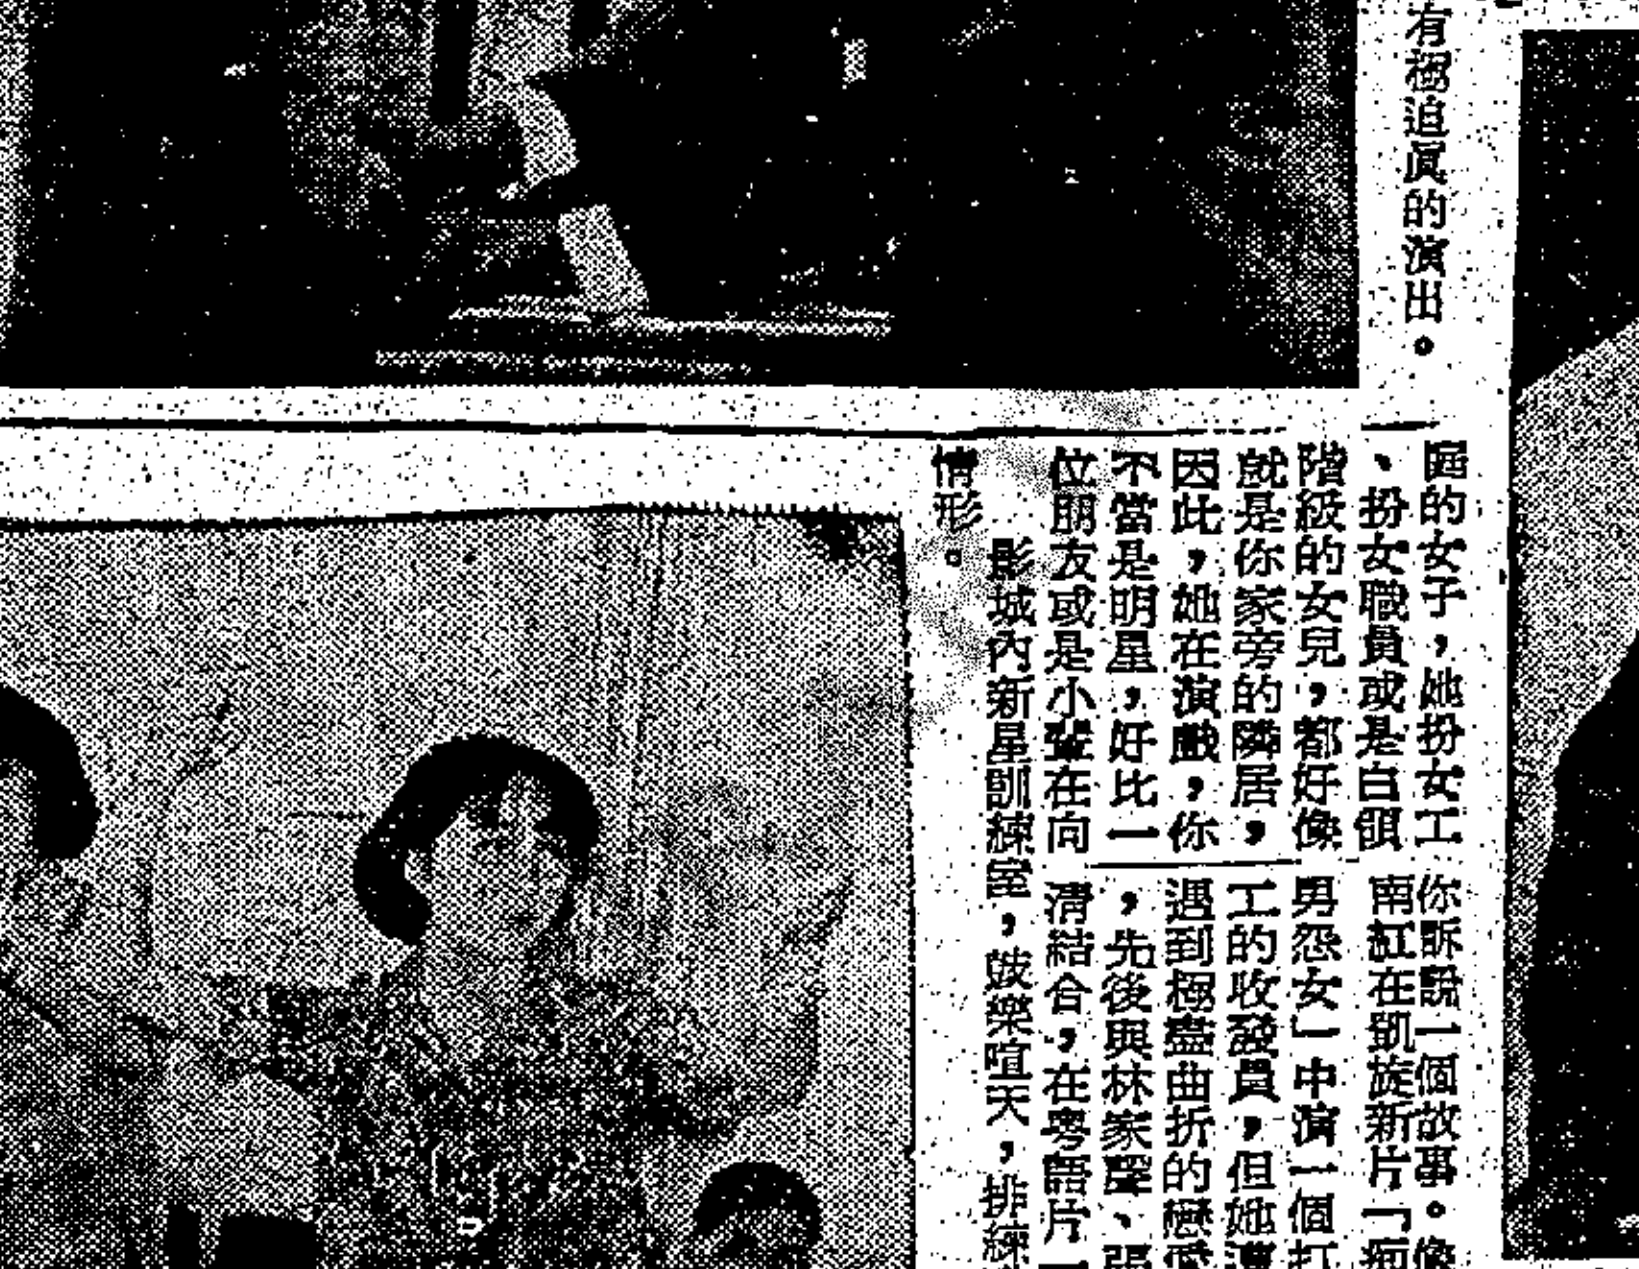 有極迫眞的演出。
庭的女子，她扮女工
、扮女職員或是白領
階級的女兒，都好像
就是你家旁的隣居，
因此，她在演戲，你
不當是明星，好比一
位朋友或是小輩在向
你訴說一個故事。像
南紅在凱旋新片「痴
男怨女」中演一個打
工的收發員，但她遭
遇到極盡曲折的戀愛
，先後與林家聲、張
清結合，在粤語片
影城內新星訓練室，鼓樂喧天，排練
情形。